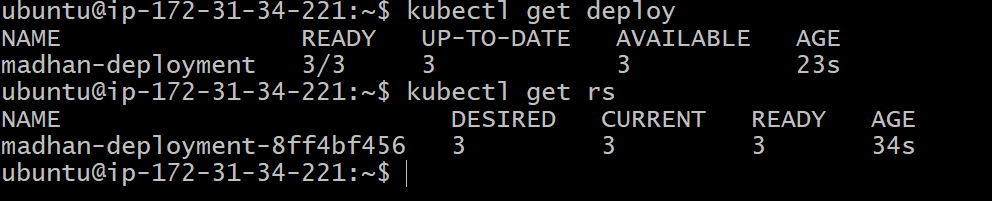 ubuntu@ip-172-31-34-221:~$ kubectl get deploy
NAME READY UP-TO-DATE AVAILABLE AGE
madhan-deployment 3/3 3 3 23s
ubuntu@ip-172-31-34-221:~$ kubectl get rs
NAME DESIRED CURRENT READY AGE
madhan-deployment-8ff4bf456 3 3 3 34s
ubuntu@ip-172-31-34-221:~$